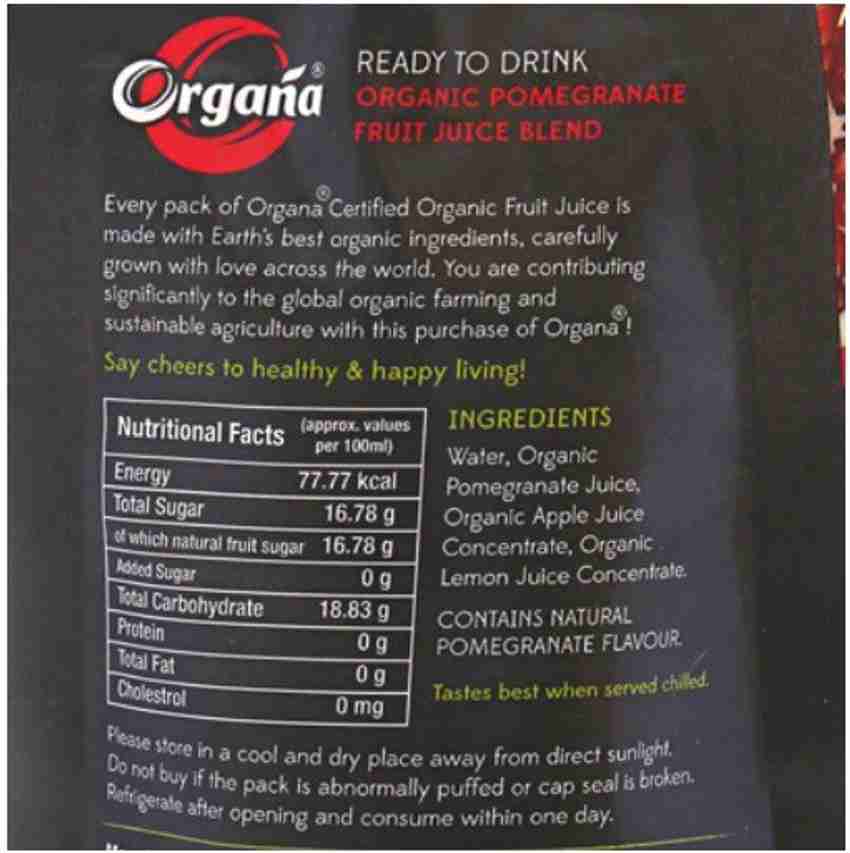 Organa®
READY TO DRINK
ORGANIC POMEGRANATE
FRUIT JUICE BLEND
Every pack of Organa® Certified Organic Fruit Juice is
made with Earth's best organic ingredients, carefully
grown with love across the world. You are contributing
significantly to the global organic farming and
sustainable agriculture with this purchase of Organa®!
Say cheers to healthy & happy living!
Nutritional Facts (approx. values
per 100ml)
Energy 77.77 kcal
Total Sugar 16.78 g
of which natural fruit sugar 16.78 g
Added Sugar 0 g
Total Carbohydrate 18.83 g
Protein 0 g
Total Fat 0 g
Cholestrol 0 mg
INGREDIENTS
Water, Organic
Pomegranate Juice,
Organic Apple Juice
Concentrate, Organic
Lemon Juice Concentrate.
CONTAINS NATURAL
POMEGRANATE FLAVOUR.
Tastes best when served chilled.
Please store in a cool and dry place away from direct sunlight.
Do not buy if the pack is abnormally puffed or cap seal is broken.
Refrigerate after opening and consume within one day.